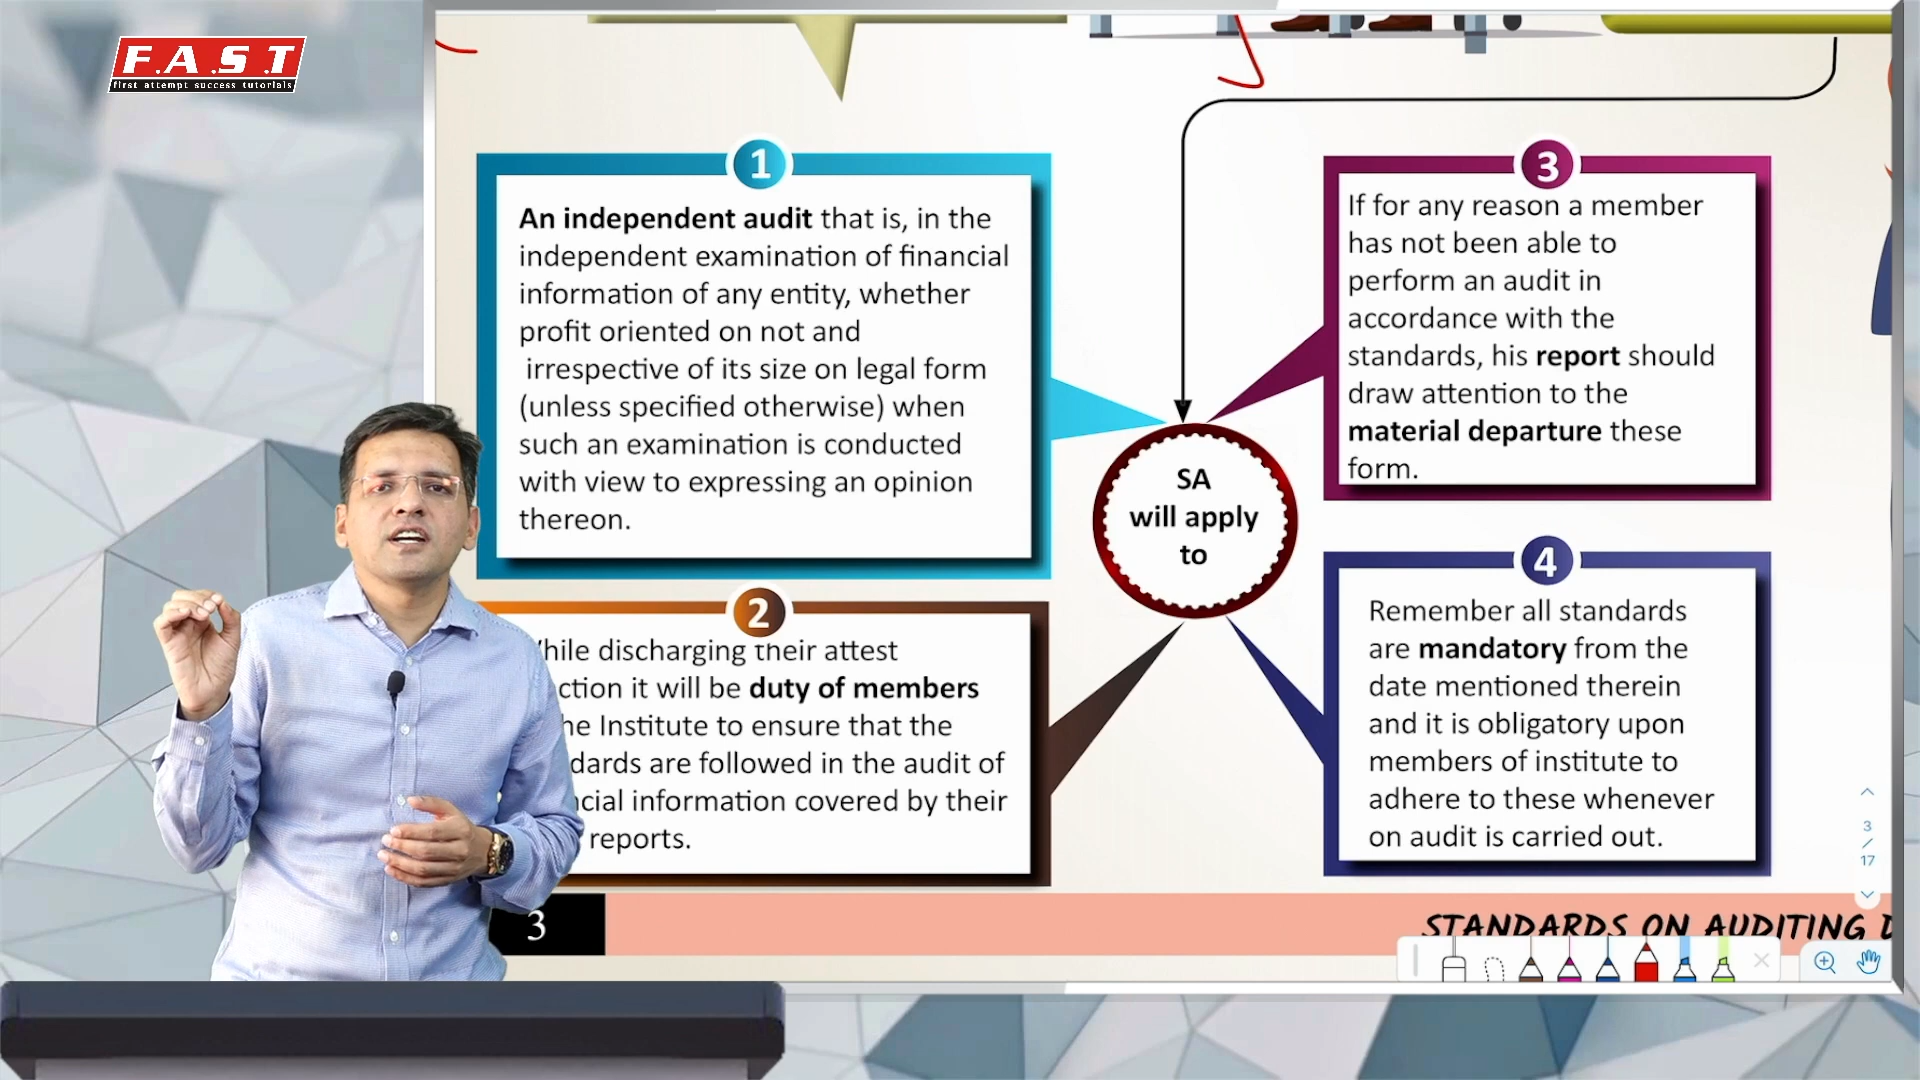 F.A.S.T
first attempt success tutorials
1
An independent audit that is, in the
independent examination of financial
information of any entity, whether
profit oriented on not and
irrespective of its size on legal form
(unless specified otherwise) when
such an examination is conducted
with view to expressing an opinion
thereon.
2
hile discharging their attest
ction it will be duty of members
he Institute to ensure that the
dards are followed in the audit of
ncial information covered by their
reports.
SA
will apply
to
3
If for any reason a member
has not been able to
perform an audit in
accordance with the
standards, his report should
draw attention to the
material departure these
form.
4
Remember all standards
are mandatory from the
date mentioned therein
and it is obligatory upon
members of institute to
adhere to these whenever
on audit is carried out.
3
/
17
3
STANDARDS ON AUDITING